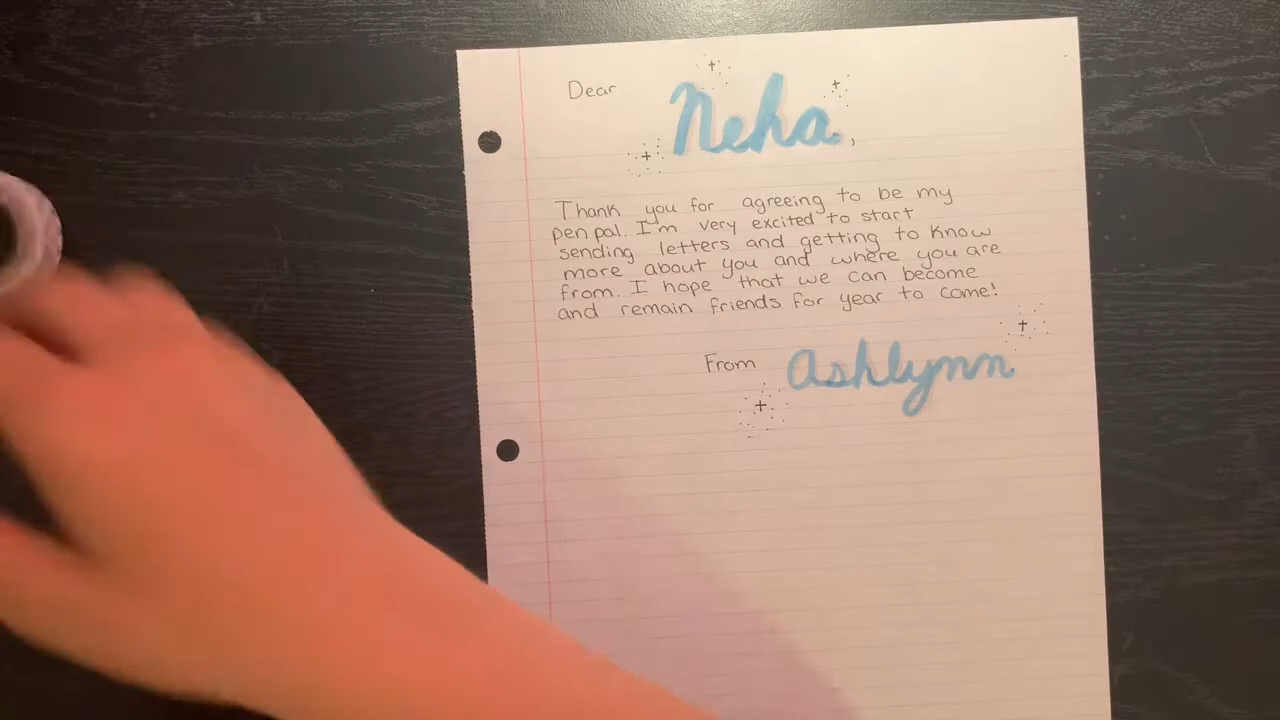 Dear Neha,
Thank you for agreeing to be my
pen pal. I'm very excited to start
sending letters and getting to know
more about you and where you are
from. I hope that we can become
and remain friends for year to come!
From Ashlynn